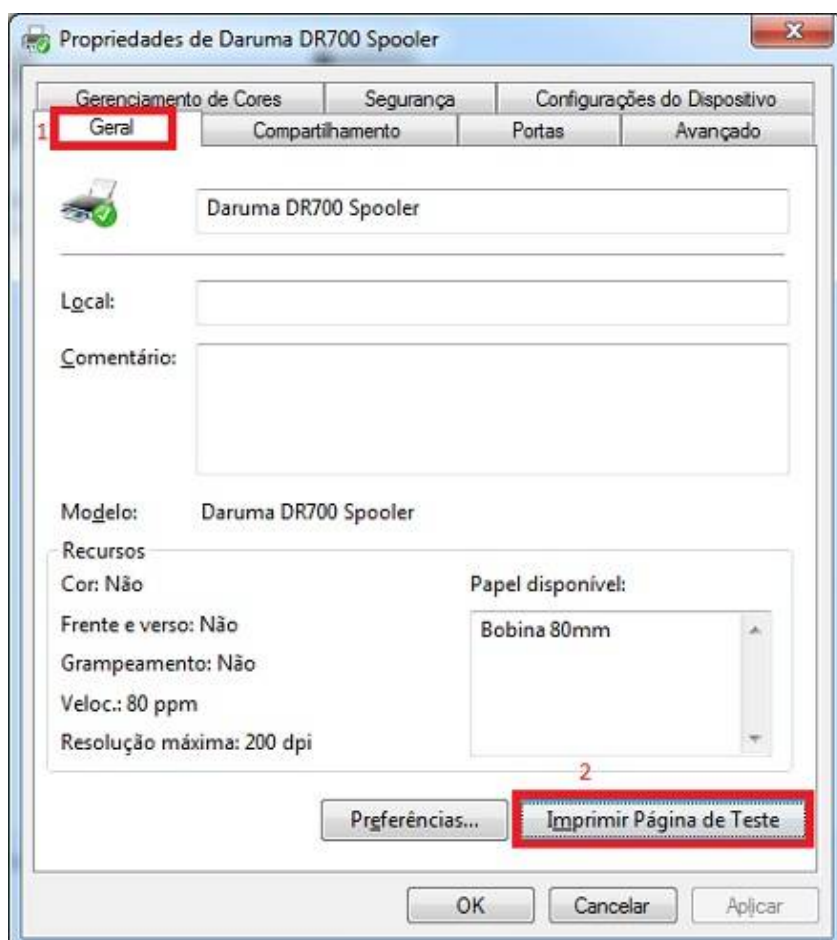 Propriedades de Daruma DR700 Spooler
Gerenciamento de Cores Segurança Configurações do Dispositivo
1 Geral Compartilhamento Portas Avançado
Daruma DR700 Spooler
Local:
Comentário:
Modelo: Daruma DR700 Spooler
Recursos
Cor: Não Papel disponível:
Frente e verso: Não Bobina 80mm
Grampeamento: Não
Veloc.: 80 ppm
Resolução máxima: 200 dpi
2
Preferências... Imprimir Página de Teste
OK Cancelar Aplicar